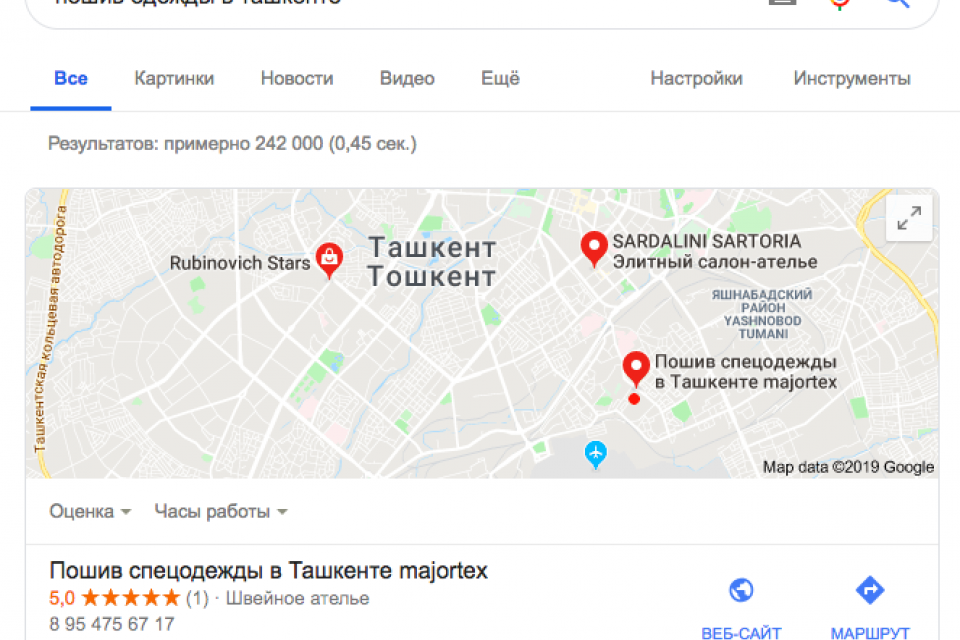 пошив одежды в ташкенте
Все
Картинки
Новости
Видео
Ещё
Настройки
Инструменты
Результатов: примерно 242 000 (0,45 сек.)
Ташкентская кольцевая автодорога
Rubinovich Stars
Ташкент
Тошкент
SARDALINI SARTORIA
Элитный салон-ателье
ЯШНАБАДСКИЙ
РАЙОН
YASHNOBOD
TUMANI
Пошив спецодежды
в Ташкенте majortex
Map data ©2019 Google
Оценка
Часы работы
Пошив спецодежды в Ташкенте majortex
5,0 ★★★★★ (1) · Швейное ателье
8 95 475 67 17
ВЕБ-САЙТ
МАРШРУТ